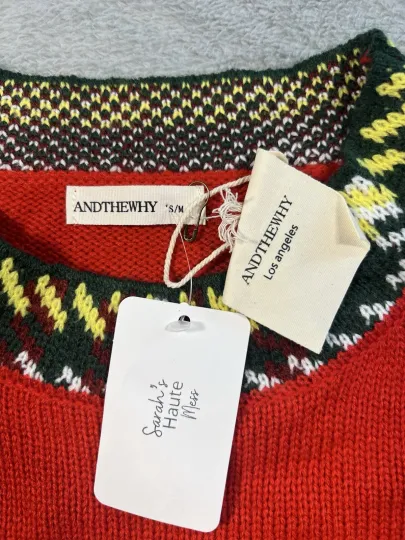 ANDTHEWHY 'S/M
ANDTHEWHY
Los angeles
Sarah's
Haute
Mess